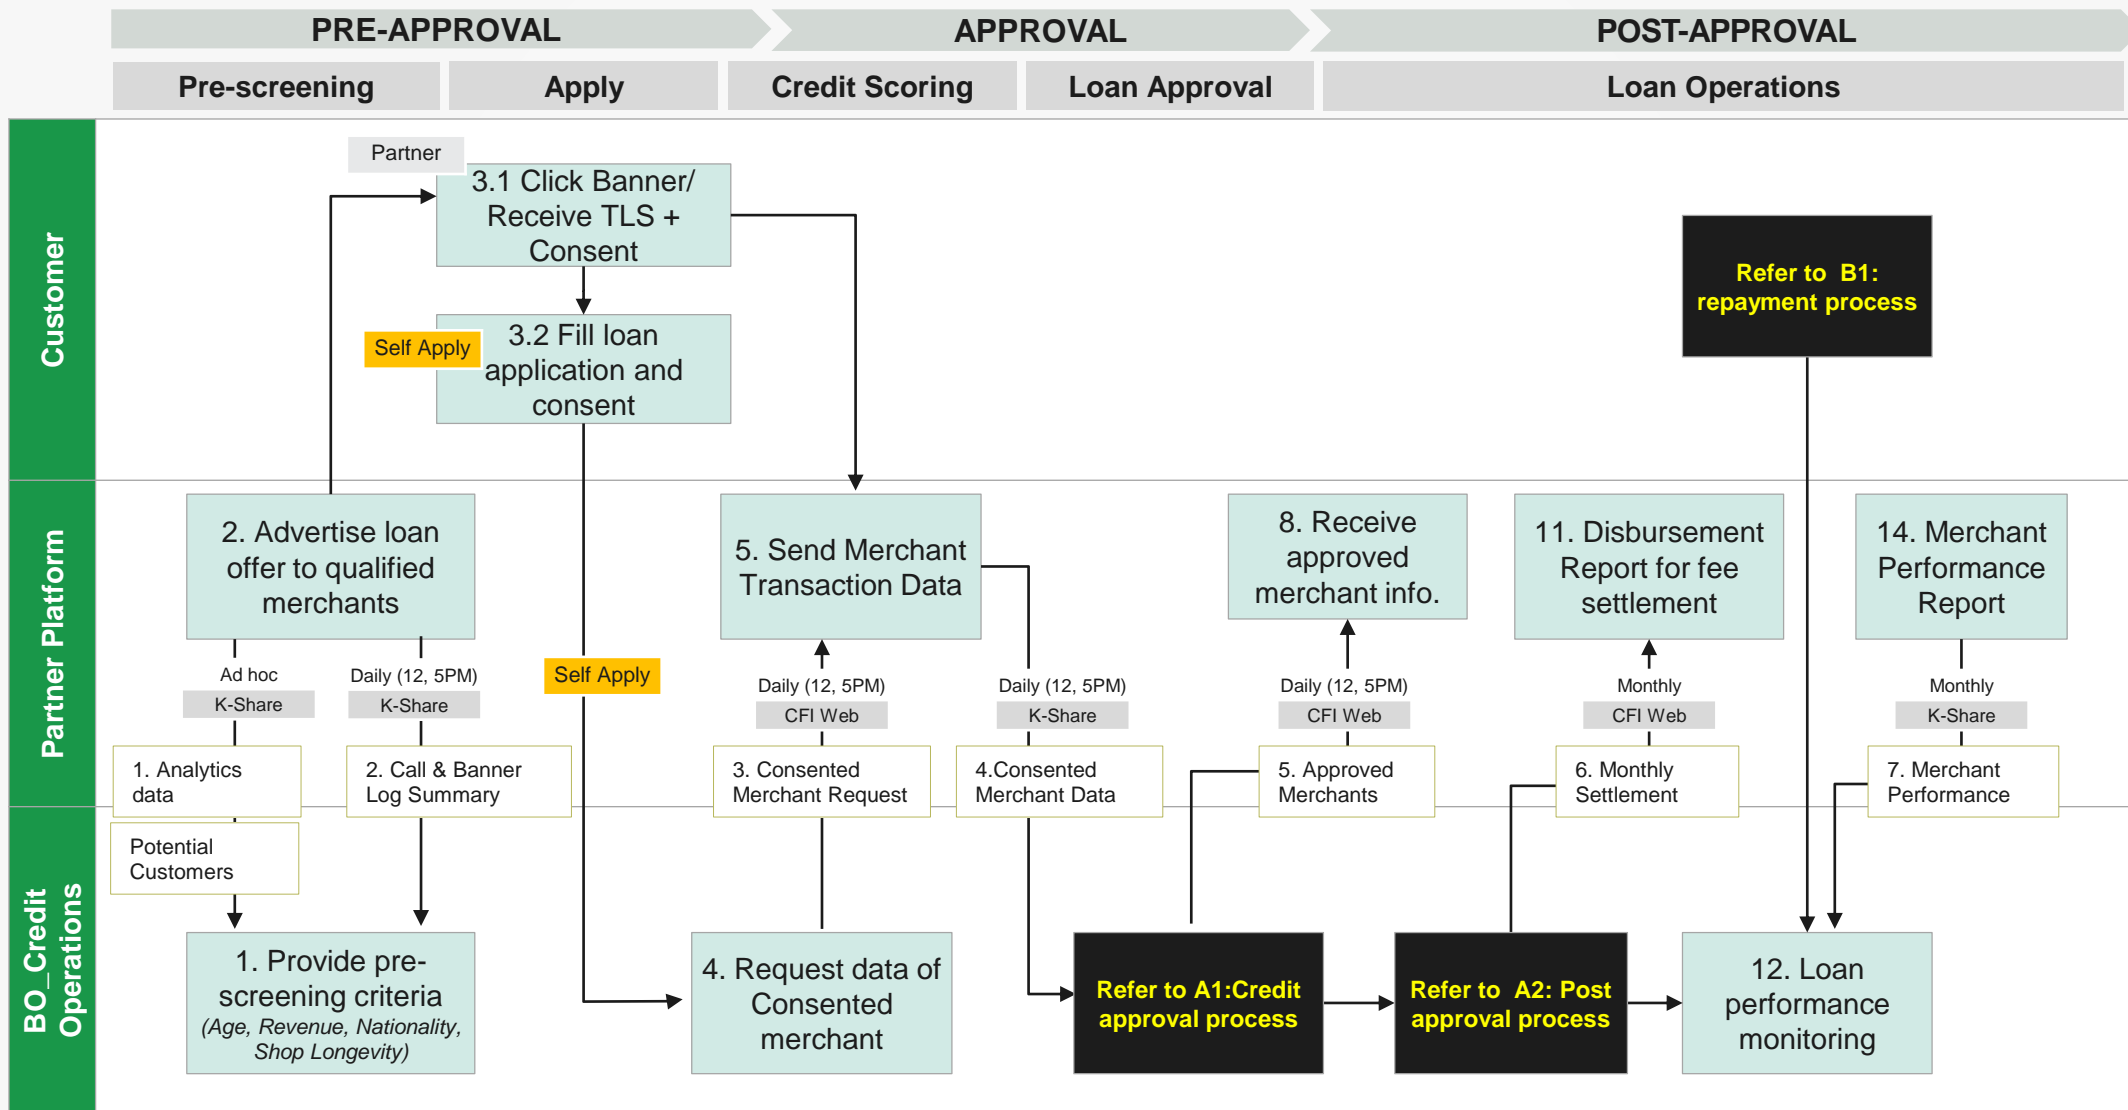 PRE-APPROVAL
APPROVAL
POST-APPROVAL
Pre-screening
Apply
Credit Scoring
Loan Approval
Loan Operations
Customer
Partner
3.1 Click Banner/
Receive TLS +
Consent
Self Apply
3.2 Fill loan
application and
consent
Refer to B1:
repayment process
Partner Platform
2. Advertise loan
offer to qualified
merchants
5. Send Merchant
Transaction Data
8. Receive
approved
merchant info.
11. Disbursement
Report for fee
settlement
14. Merchant
Performance
Report
Ad hoc
K-Share
Daily (12, 5PM)
K-Share
Self Apply
Daily (12, 5PM)
CFI Web
Daily (12, 5PM)
K-Share
Daily (12, 5PM)
CFI Web
Monthly
CFI Web
Monthly
K-Share
1. Analytics
data
2. Call & Banner
Log Summary
3. Consented
Merchant Request
4.Consented
Merchant Data
5. Approved
Merchants
6. Monthly
Settlement
7. Merchant
Performance
BO_Credit
Operations
Potential
Customers
1. Provide pre-
screening criteria
(Age, Revenue, Nationality,
Shop Longevity)
4. Request data of
Consented
merchant
Refer to A1:Credit
approval process
Refer to A2: Post
approval process
12. Loan
performance
monitoring